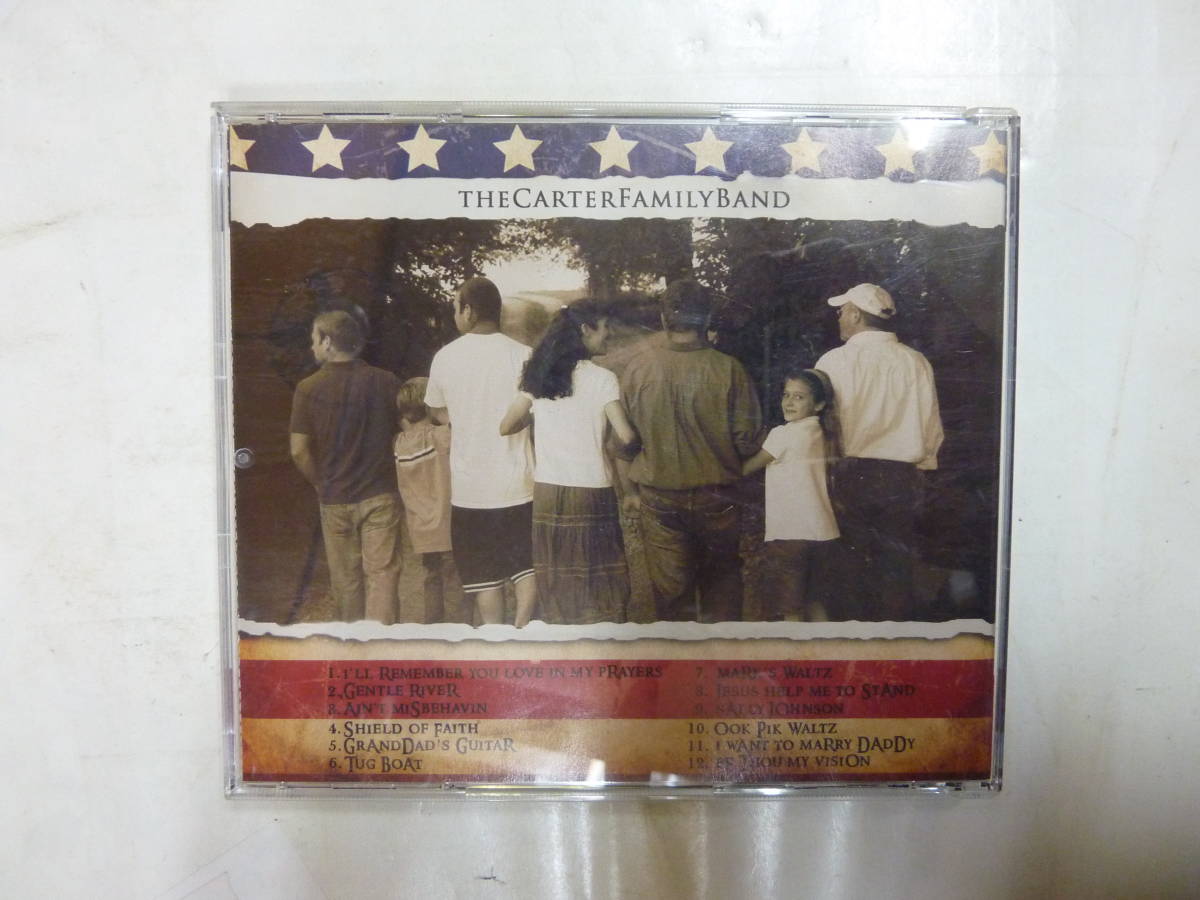 THECARTERFAMILYBAND
1. I'LL REMEMBER YOU LOVE IN MY PRAYERS
2. GENTLE RIVER
3. AIN'T MISBEHAVIN
4. SHIELD OF FAITH
5. GRANDDAD'S GUITAR
6. TUG BOAT
7. MARK'S WALTZ
8. JESUS HELP ME TO STAND
9. SALLY JOHNSON
10. OOK PIK WALTZ
11. I WANT TO MARRY DADDY
12. BE THOU MY VISION